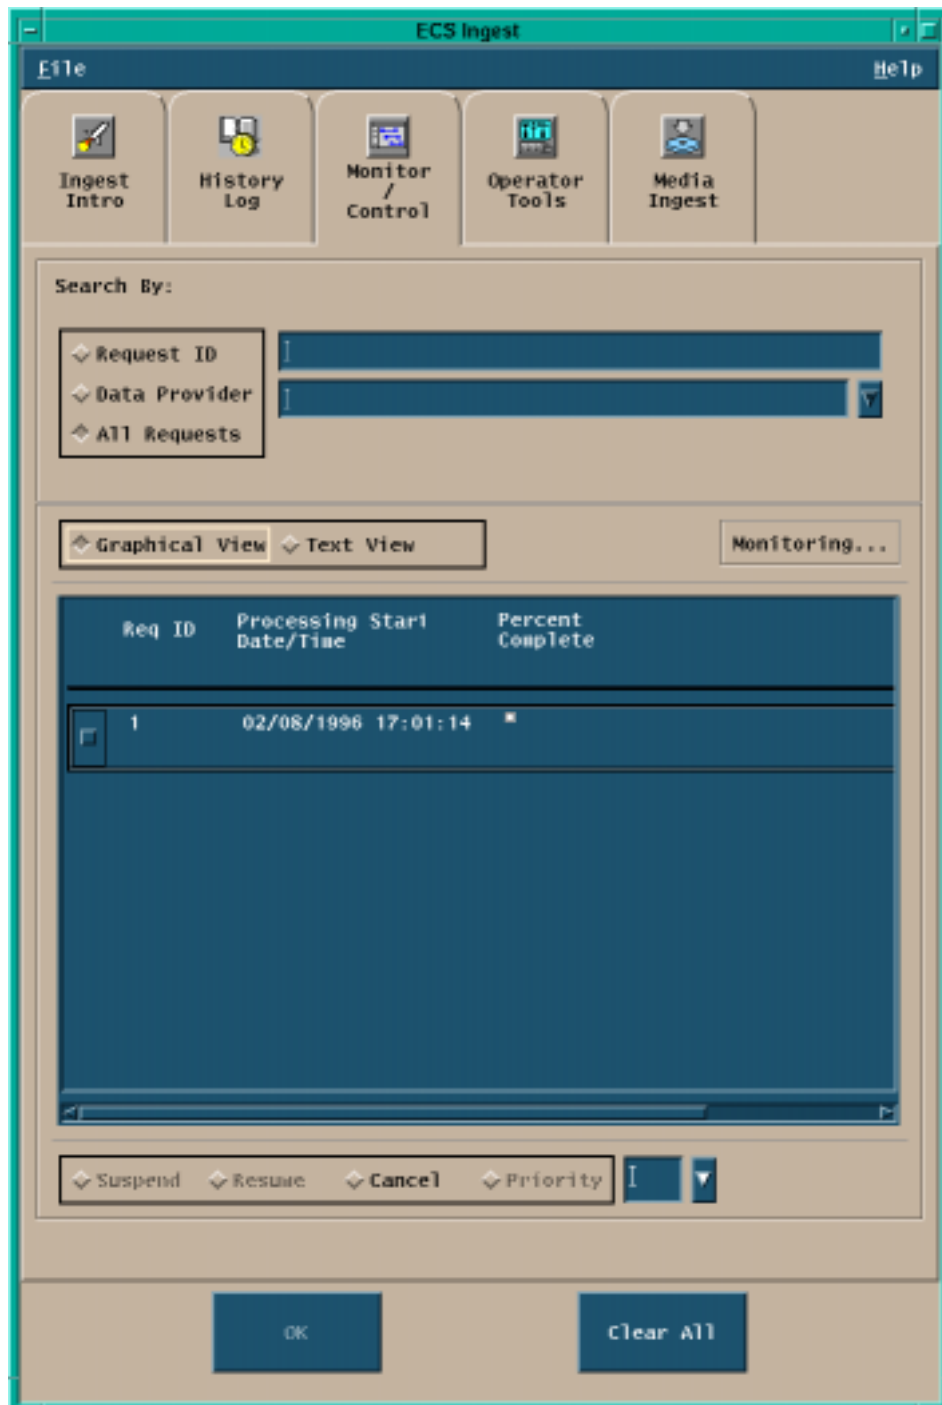 ECS Ingest
File
Help
Ingest
Intro
History
Log
Monitor
/
Control
Operator
Tools
Media
Ingest
Search By:
Request ID
Data Provider
All Requests
Graphical View
Text View
Monitoring...
Req ID
Processing Start
Date/Time
Percent
Complete
1
02/08/1996 17:01:14
Suspend
Resume
Cancel
Priority
OK
Clear All